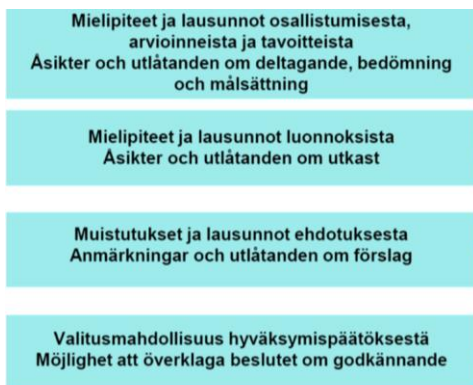 Mielipiteet ja lausunnot osallistumisesta,
arvioinneista ja tavoitteista
Åsikter och utlåtanden om deltagande, bedömning
och målsättning
Mielipiteet ja lausunnot luonnoksista
Åsikter och utlåtanden om utkast
Muistutukset ja lausunnot ehdotuksesta
Anmärkningar och utlåtanden om förslag
Valitusmahdollisuus hyväksymispäätöksestä
Möjlighet att överklaga beslutet om godkännande